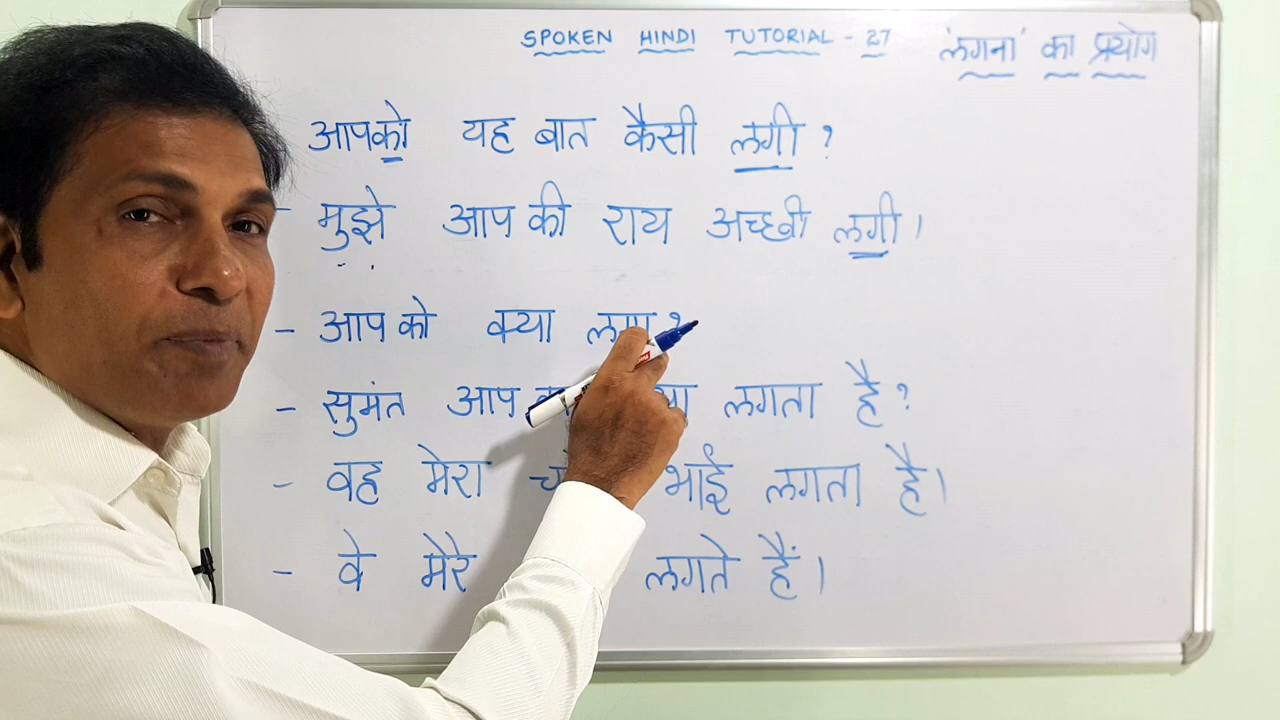 SPOKEN HINDI TUTORIAL - 27 'लगना' का प्रयोग
आपको यह बात कैसी लगी ?
- मुझे आप की राय अच्छी लगी ।
- आप को क्या लगा ?
- सुमंत आप लगता है ?
- वह मेरा भाई लगता है ।
- वे मेरे लगते हैं ।